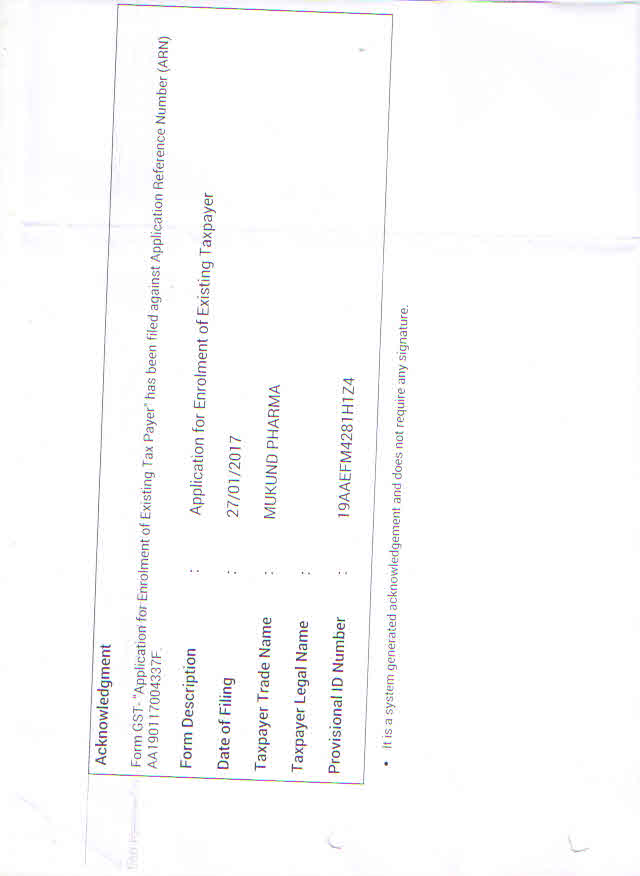 Acknowledgment
Form GST- "Application for Enrolment of Existing Tax Payer' has been filed against Application Reference Number (ARN)
AA190117004337F.
Form Description : Application for Enrolment of Existing Taxpayer
Date of Filing : 27/01/2017
Taxpayer Trade Name : MUKUND PHARMA
Taxpayer Legal Name :
Provisional ID Number : 19AAEFM4281H1Z4
• It is a system generated acknowledgement and does not require any signature.